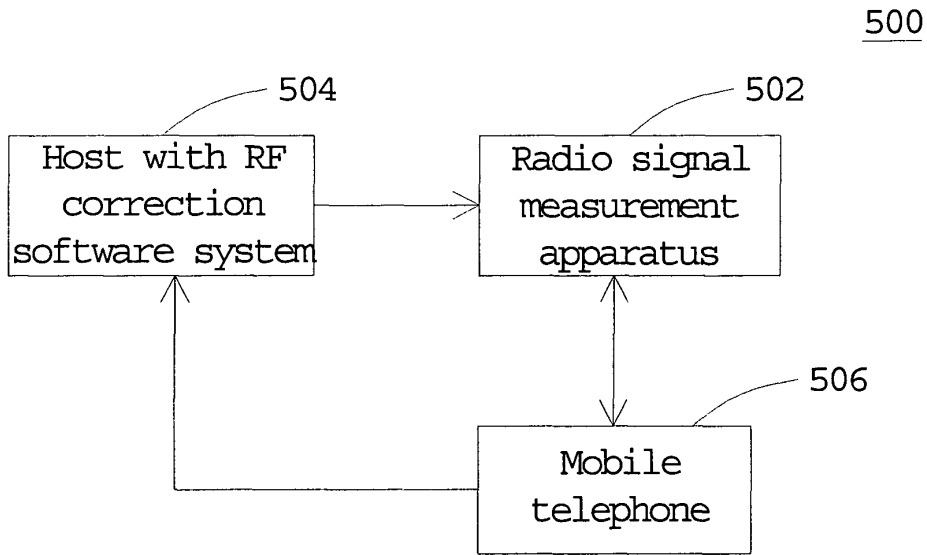 500
504
502
Host with RF
correction
software system
Radio signal
measurement
apparatus
506
Mobile
telephone